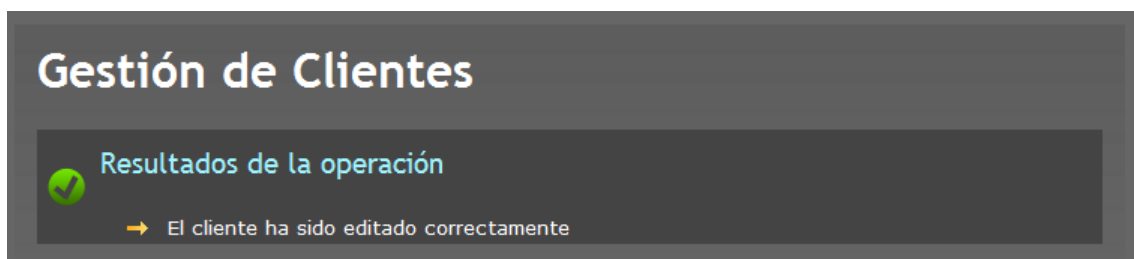 Gestión de Clientes
Resultados de la operación
El cliente ha sido editado correctamente